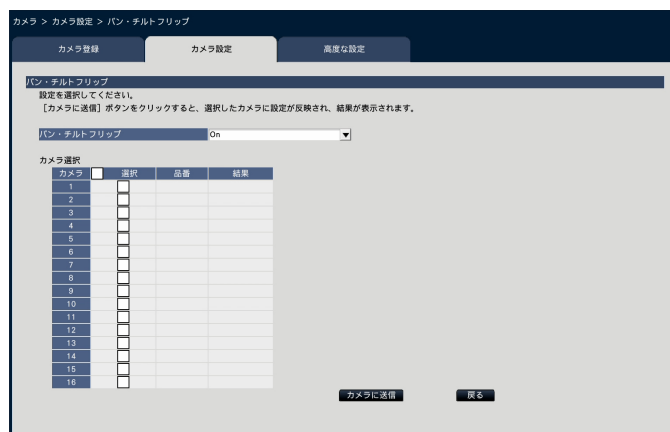 カメラ > カメラ設定 > パン・チルトフリップ
カメラ登録 カメラ設定 高度な設定
パン・チルトフリップ
設定を選択してください。
[カメラに送信] ボタンをクリックすると、選択したカメラに設定が反映され、結果が表示されます。
パン・チルトフリップ On
カメラ選択
カメラ 選択 品番 結果
1
2
3
4
5
6
7
8
9
10
11
12
13
14
15
16
カメラに送信 戻る